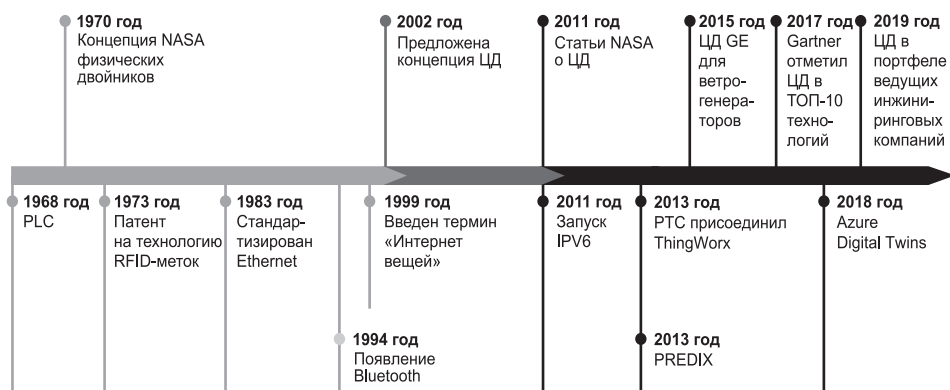 1970 год
Концепция NASA
физических
двойников
2002 год
Предложена
концепция ЦД
2011 год
Статьи NASA
о ЦД
2015 год
ЦД GE
для
ветро-
генера-
торов
2017 год
Gartner
отметил
ЦД в
ТОП-10
техно-
логий
2019 год
ЦД в
портфеле
ведущих
инжини-
ринговых
компаний
1968 год
PLC
1973 год
Патент
на технологию
RFID-меток
1983 год
Стандар-
тизирован
Ethernet
1999 год
Введен термин
«Интернет
вещей»
2011 год
Запуск
IPV6
2013 год
PTC присоединил
ThingWorx
2018 год
Azure
Digital Twins
1994 год
Появление
Bluetooth
2013 год
PREDIX